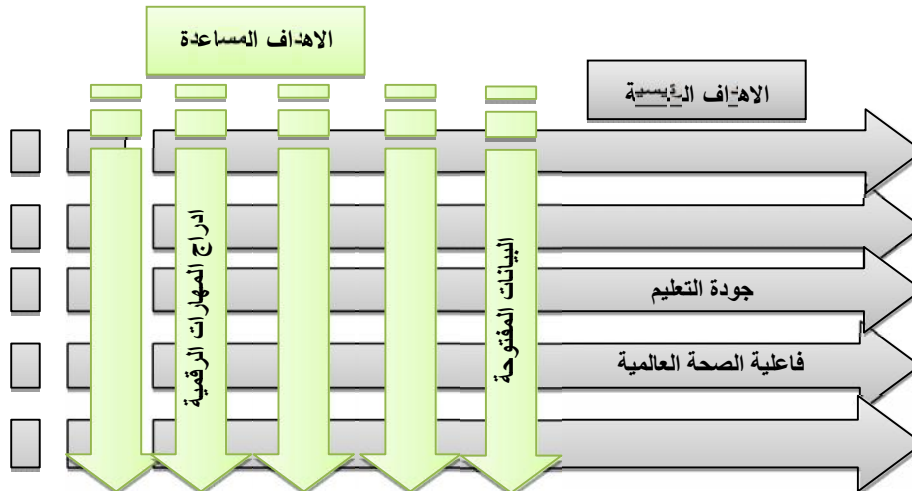 الاهداف المساعدة
الاهداف الرئيسية
ادراج المهارات الرقمية
البيانات المفتوحة
جودة التعليم
فاعلية الصحة العالمية